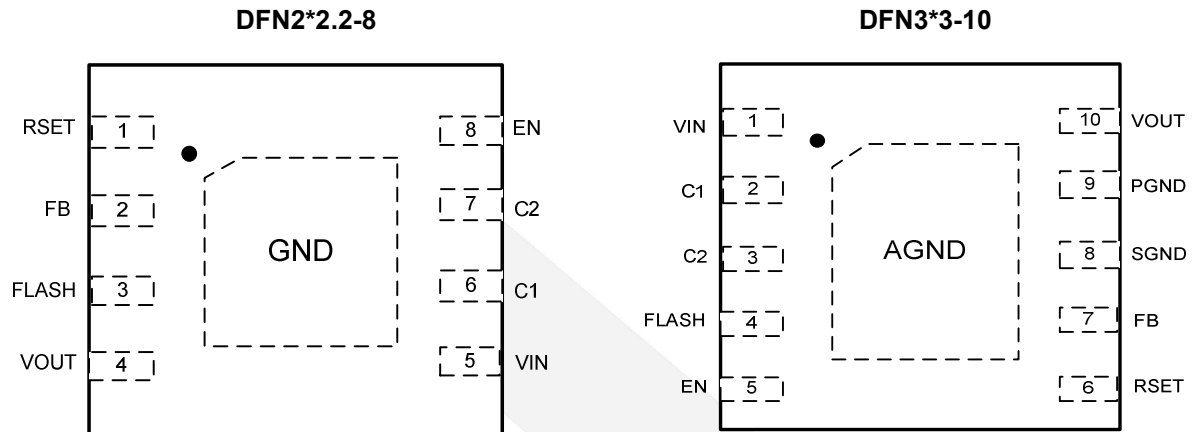 DFN2*2.2-8
RSET 1
FB 2
FLASH 3
VOUT 4
GND
8 EN
7 C2
6 C1
5 VIN
DFN3*3-10
VIN 1
C1 2
C2 3
FLASH 4
EN 5
AGND
10 VOUT
9 PGND
8 SGND
7 FB
6 RSET